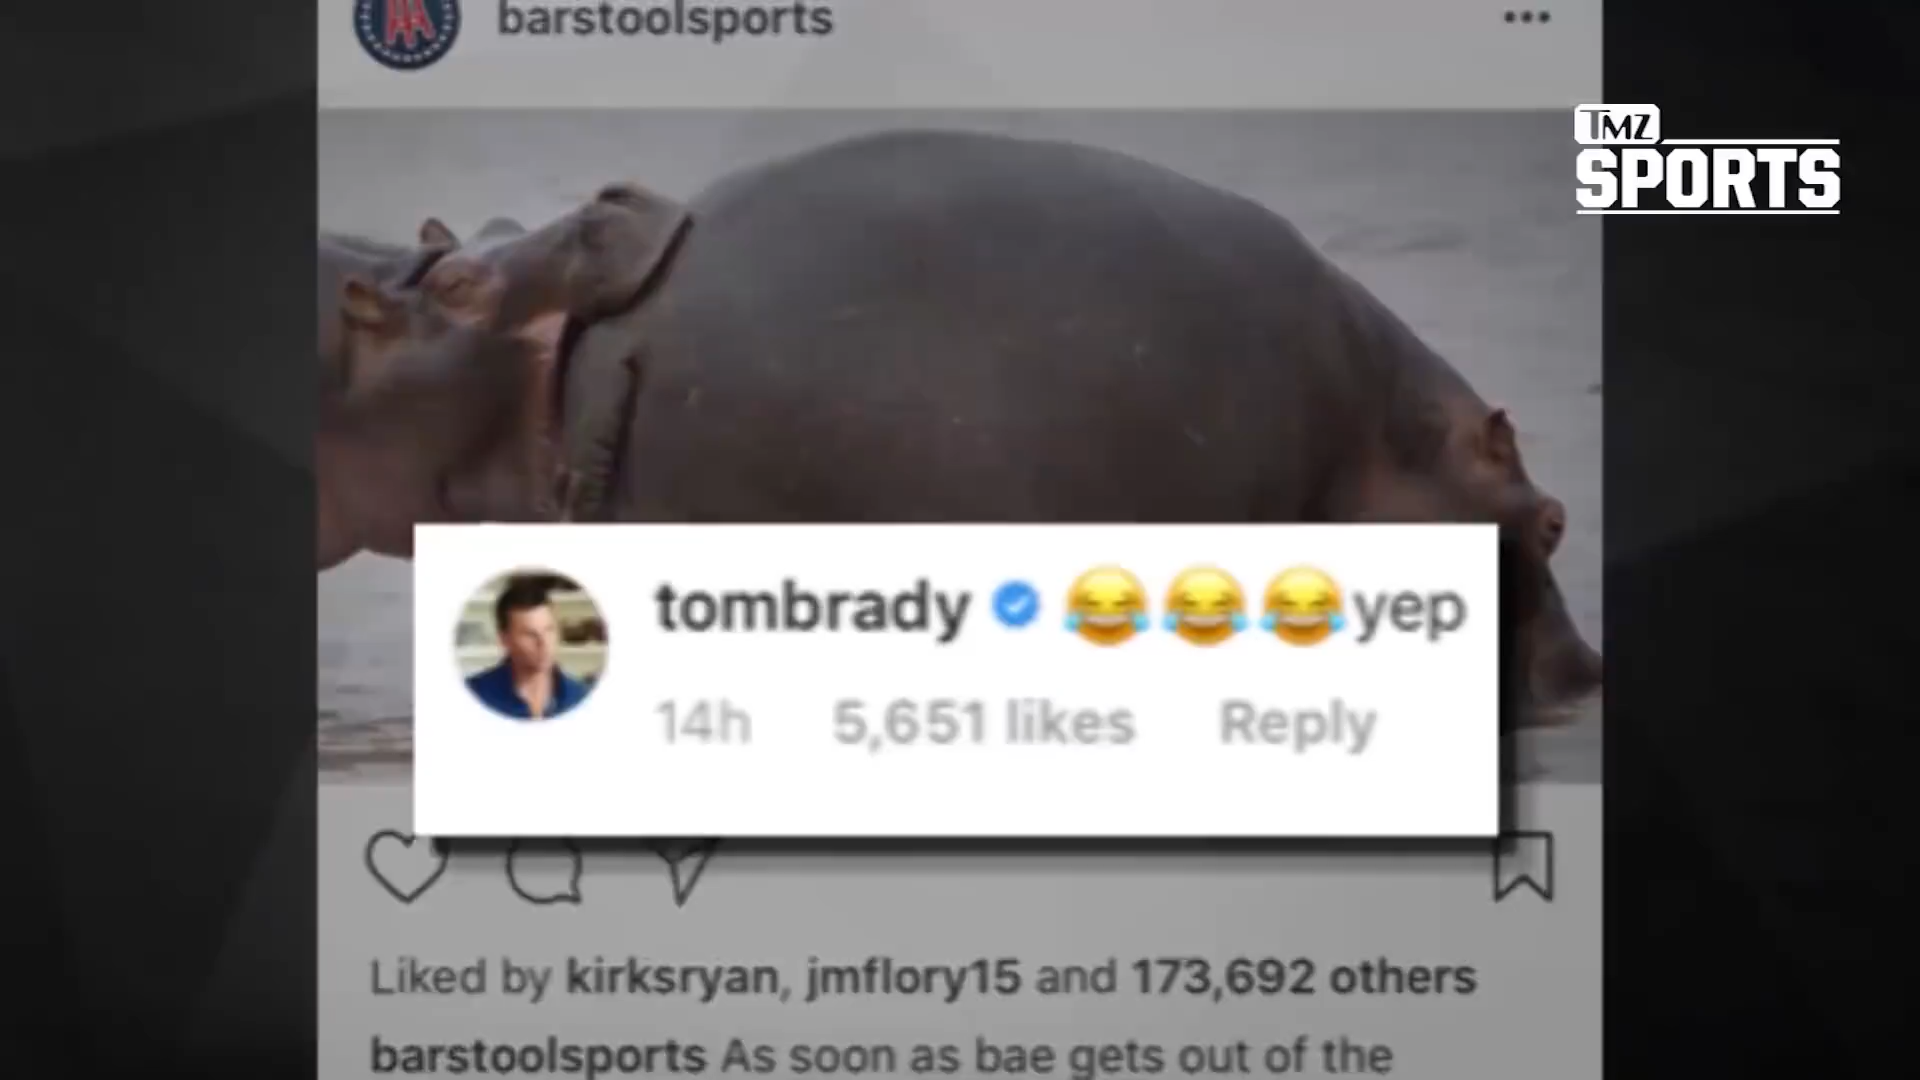 barstoolsports
TMZ
SPORTS
tombrady 😂😂😂yep
14h 5,651 likes Reply
Liked by kirksryan, jmflory15 and 173,692 others
barstoolsports As soon as bae gets out of the